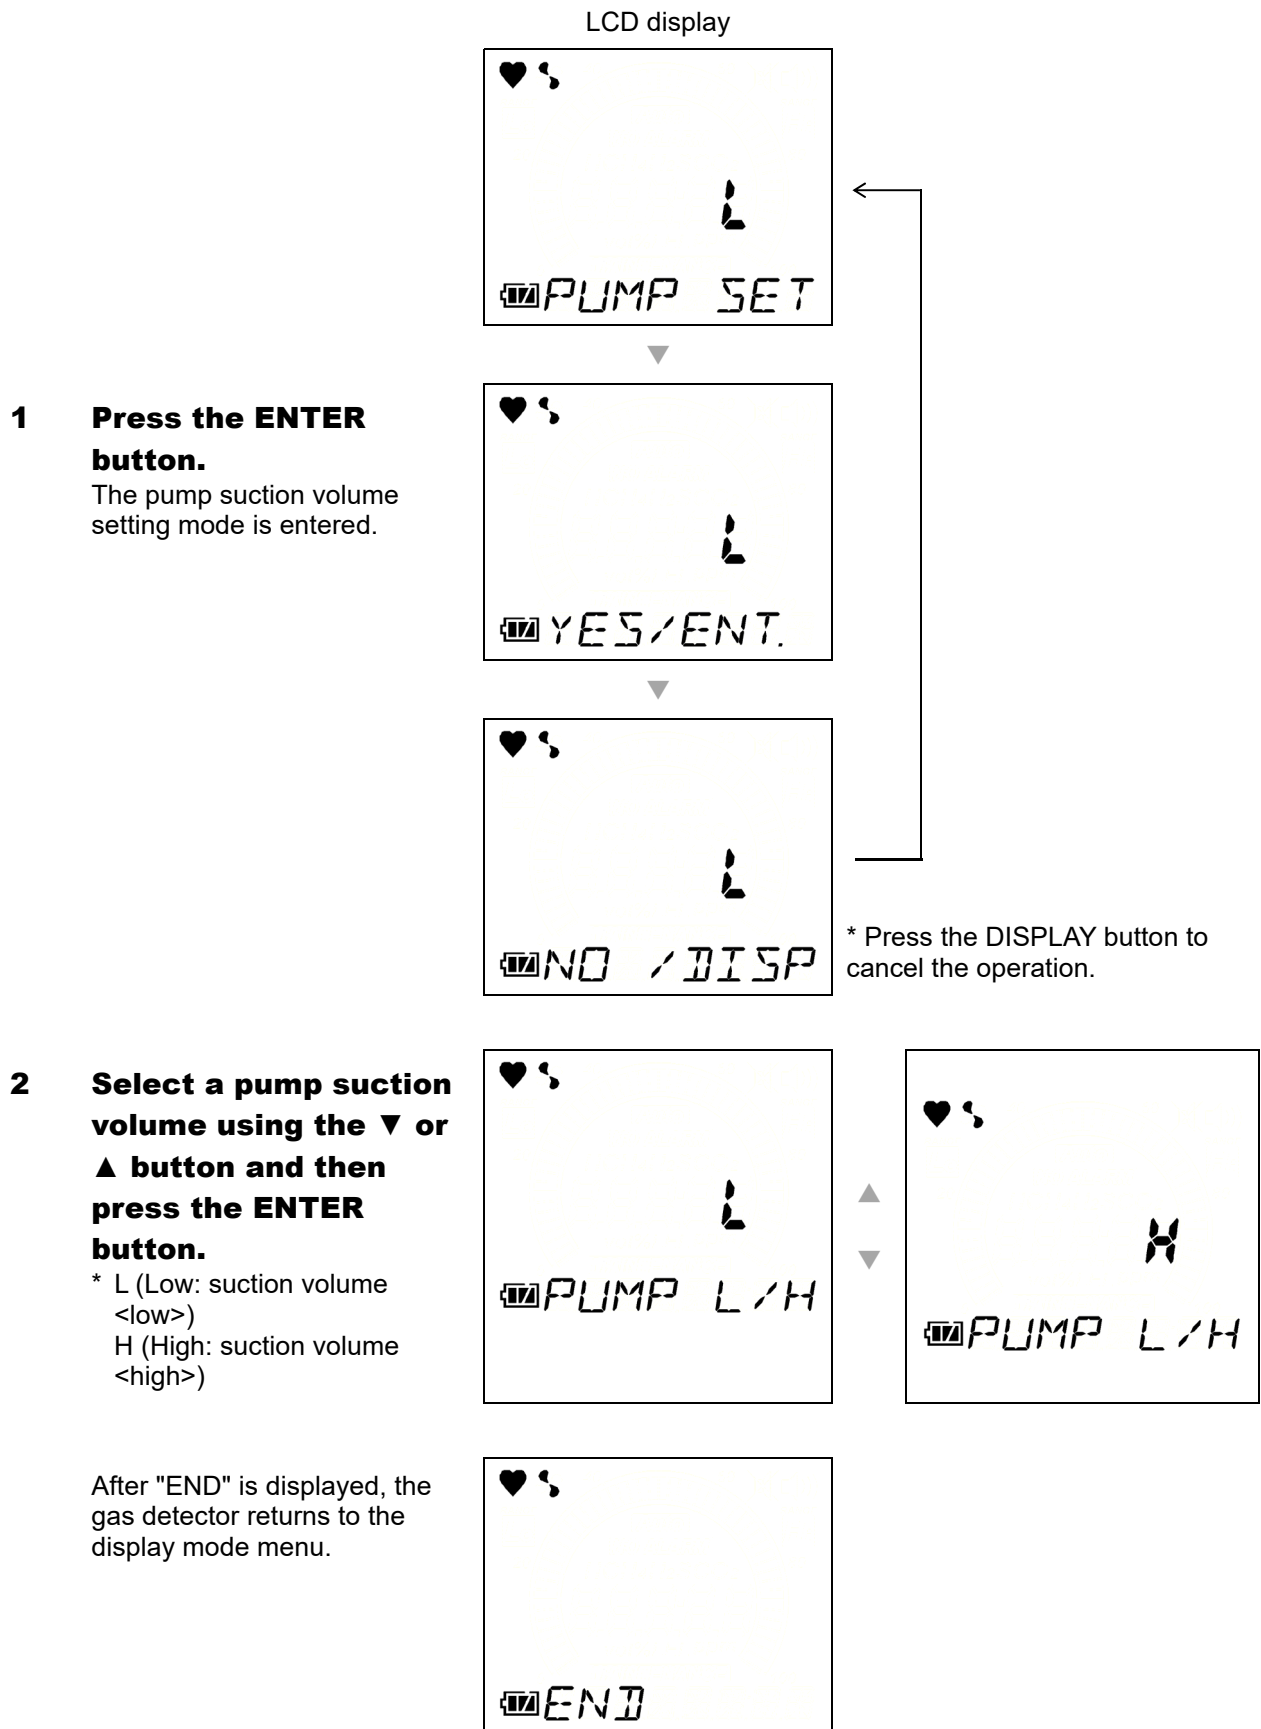 LCD display
L
PUMP SET
1 Press the ENTER
button.
The pump suction volume
setting mode is entered.
L
YES/ENT.
L
NO /DISP
* Press the DISPLAY button to
cancel the operation.
2 Select a pump suction
volume using the ▼ or
▲ button and then
press the ENTER
button.
* L (Low: suction volume
<low>)
H (High: suction volume
<high>)
L
PUMP L/H
H
PUMP L/H
After "END" is displayed, the
gas detector returns to the
display mode menu.
END